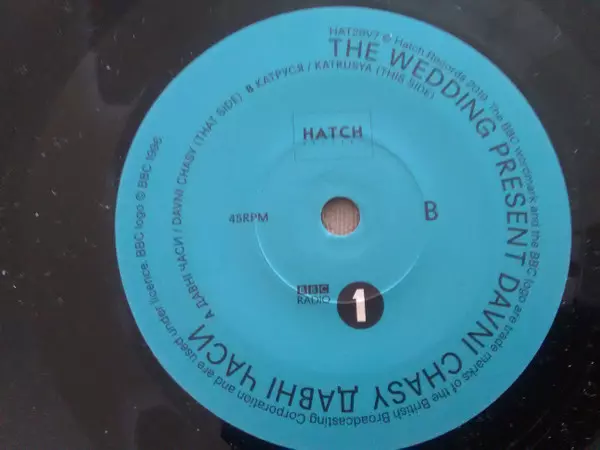 HAT28V7 © Hatch Records 2019. The BBC wordmark and the BBC logo are trade marks of the British Broadcasting Corporation and are used under licence. BBC logo © BBC 1996
THE WEDDING PRESENT DAVNI CHASY ДАВНІ ЧАСИ
A ДАВНІ ЧАСИ / DAVNI CHASY (THAT SIDE) B КАТРУСЯ / KATRUSYA (THIS SIDE)
HATCH
45RPM
B
BBC
RADIO
1